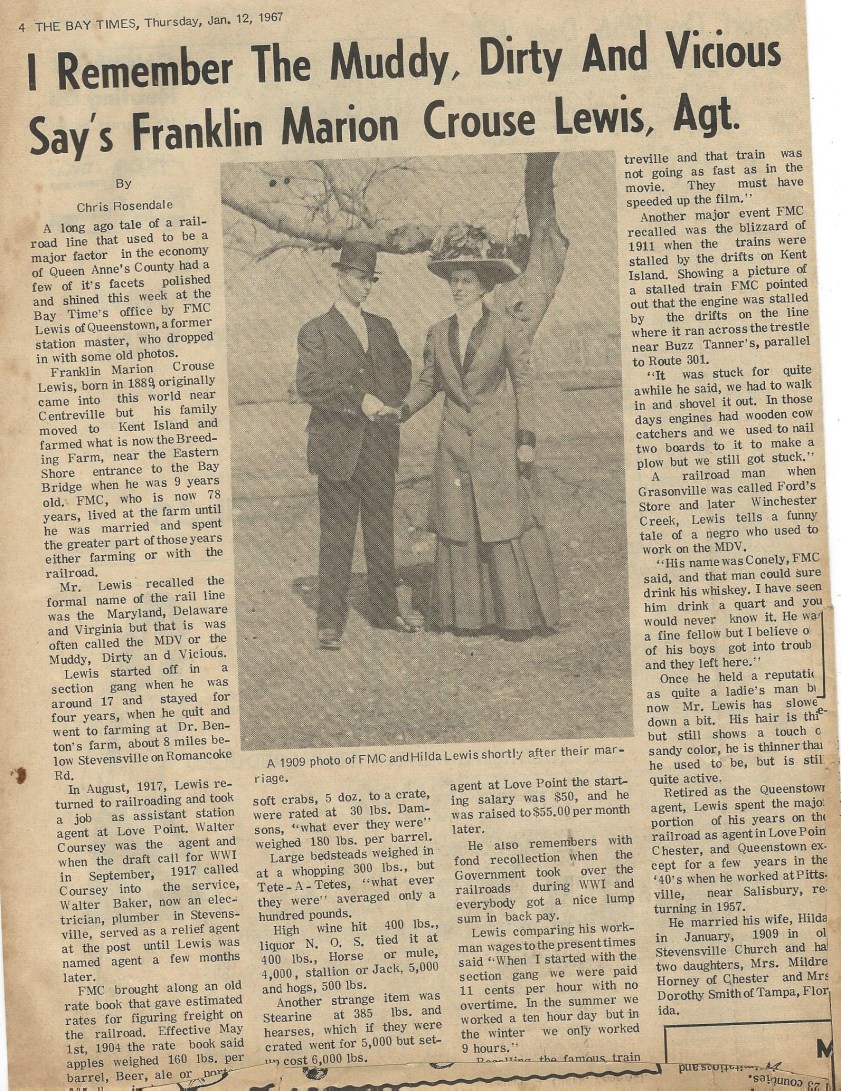 4 THE BAY TIMES, Thursday, Jan. 12, 1967
I Remember The Muddy, Dirty And Vicious
Say's Franklin Marion Crouse Lewis, Agt.
By
Chris Rosendale
A long ago tale of a rail-
road line that used to be a
major factor in the economy
of Queen Anne's County had a
few of it's facets polished
and shined this week at the
Bay Time's office by FMC
Lewis of Queenstown, a former
station master, who dropped
in with some old photos.
Franklin Marion Crouse
Lewis, born in 1889, originally
came into this world near
Centreville but his family
moved to Kent Island and
farmed what is now the Breed-
ing Farm, near the Eastern
Shore entrance to the Bay
Bridge when he was 9 years
old. FMC, who is now 78
years, lived at the farm until
he was married and spent
the greater part of those years
either farming or with the
railroad.
Mr. Lewis recalled the
formal name of the rail line
was the Maryland, Delaware
and Virginia but that is was
often called the MDV or the
Muddy, Dirty an d Vicious.
Lewis started off in a
section gang when he was
around 17 and stayed for
four years, when he quit and
went to farming at Dr. Ben-
ton's farm, about 8 miles be-
low Stevensville on Romancoke
Rd.
In August, 1917, Lewis re-
turned to railroading and took
a job as assistant station
agent at Love Point. Walter
Coursey was the agent and
when the draft call for WWI
in September, 1917 called
Coursey into the service,
Walter Baker, now an elec-
trician, plumber in Stevens-
ville, served as a relief agent
at the post until Lewis was
named agent a few months
later.
FMC brought along an old
rate book that gave estimated
rates for figuring freight on
the railroad. Effective May
1st, 1904 the rate book said
apples weighed 160 lbs. per
barrel, Beer, ale or
A 1909 photo of FMC and Hilda Lewis shortly after their mar-
riage.
soft crabs, 5 doz. to a crate,
were rated at 30 lbs. Dam-
sons, "what ever they were"
weighed 180 lbs. per barrel.
Large bedsteads weighed in
at a whopping 300 lbs., but
Tete-A-Tetes, "what ever
they were" averaged only a
hundred pounds.
High wine hit 400 lbs.,
liquor N. O. S. tied it at
400 lbs., Horse or mule,
4,000, stallion or Jack, 5,000
and hogs, 500 lbs.
Another strange item was
Stearine at 385 lbs. and
hearses, which if they were
crated went for 5,000 but set-
up cost 6,000 lbs.
agent at Love Point the start-
ing salary was $50, and he
was raised to $55.00 per month
later.
He also remembers with
fond recollection when the
Government took over the
railroads during WWI and
everybody got a nice lump
sum in back pay.
Lewis comparing his work-
man wages to the present times
said "When I started with the
section gang we were paid
11 cents per hour with no
overtime. In the summer we
worked a ten hour day but in
the winter we only worked
9 hours."
the famous train
treville and that train was
not going as fast as in the
movie. They must have
speeded up the film."
Another major event FMC
recalled was the blizzard of
1911 when the trains were
stalled by the drifts on Kent
Island. Showing a picture of
a stalled train FMC pointed
out that the engine was stalled
by the drifts on the line
where it ran across the trestle
near Buzz Tanner's, parallel
to Route 301.
"It was stuck for quite
awhile he said, we had to walk
in and shovel it out. In those
days engines had wooden cow
catchers and we used to nail
two boards to it to make a
plow but we still got stuck."
A railroad man when
Grasonville was called Ford's
Store and later Winchester
Creek, Lewis tells a funny
tale of a negro who used to
work on the MDV.
"His name was Conely, FMC
said, and that man could sure
drink his whiskey. I have seen
him drink a quart and you
would never know it. He wa
a fine fellow but I believe o
of his boys got into troub
and they left here."
Once he held a reputati
as quite a ladie's man b
now Mr. Lewis has slowe
down a bit. His hair is th
but still shows a touch o
sandy color, he is thinner tha
he used to be, but is stil
quite active.
Retired as the Queenstown
agent, Lewis spent the majo
portion of his years on the
railroad as agent in Love Poin
Chester, and Queenstown ex-
cept for a few years in the
'40's when he worked at Pitts-
ville, near Salisbury, re-
turning in 1957.
He married his wife, Hilda
in January, 1909 in ol
Stevensville Church and ha
two daughters, Mrs. Mildre
Horney of Chester and Mrs
Dorothy Smith of Tampa, Flor
ida.
M